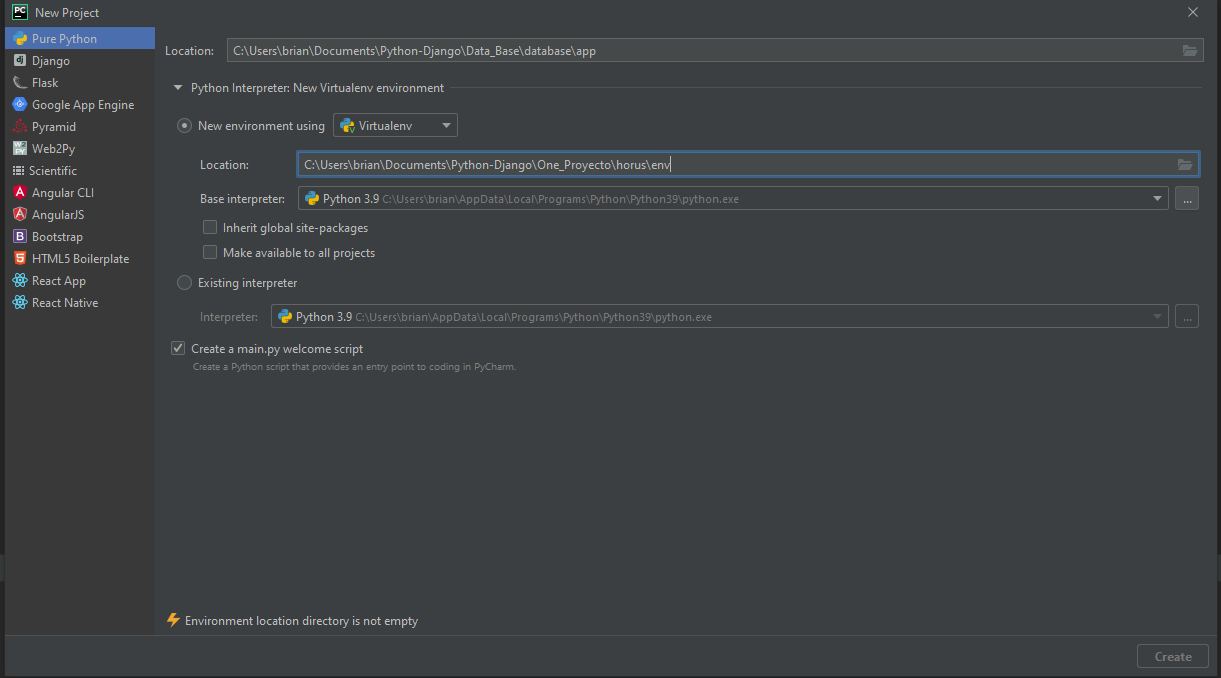 PC New Project
Pure Python
dj Django
Flask
Google App Engine
Pyramid
Web2Py
Scientific
Angular CLI
AngularJS
B Bootstrap
HTML5 Boilerplate
React App
React Native
Location: C:\Users\brian\Documents\Python-Django\Data_Base\database\app
Python Interpreter: New Virtualenv environment
New environment using Virtualenv
Location: C:\Users\brian\Documents\Python-Django\One_Proyecto\horus\env
Base interpreter: Python 3.9 C:\Users\brian\AppData\Local\Programs\Python\Python39\python.exe ...
Inherit global site-packages
Make available to all projects
Existing interpreter
Interpreter: Python 3.9 C:\Users\brian\AppData\Local\Programs\Python\Python39\python.exe ...
Create a main.py welcome script
Create a Python script that provides an entry point to coding in PyCharm.
Environment location directory is not empty
Create